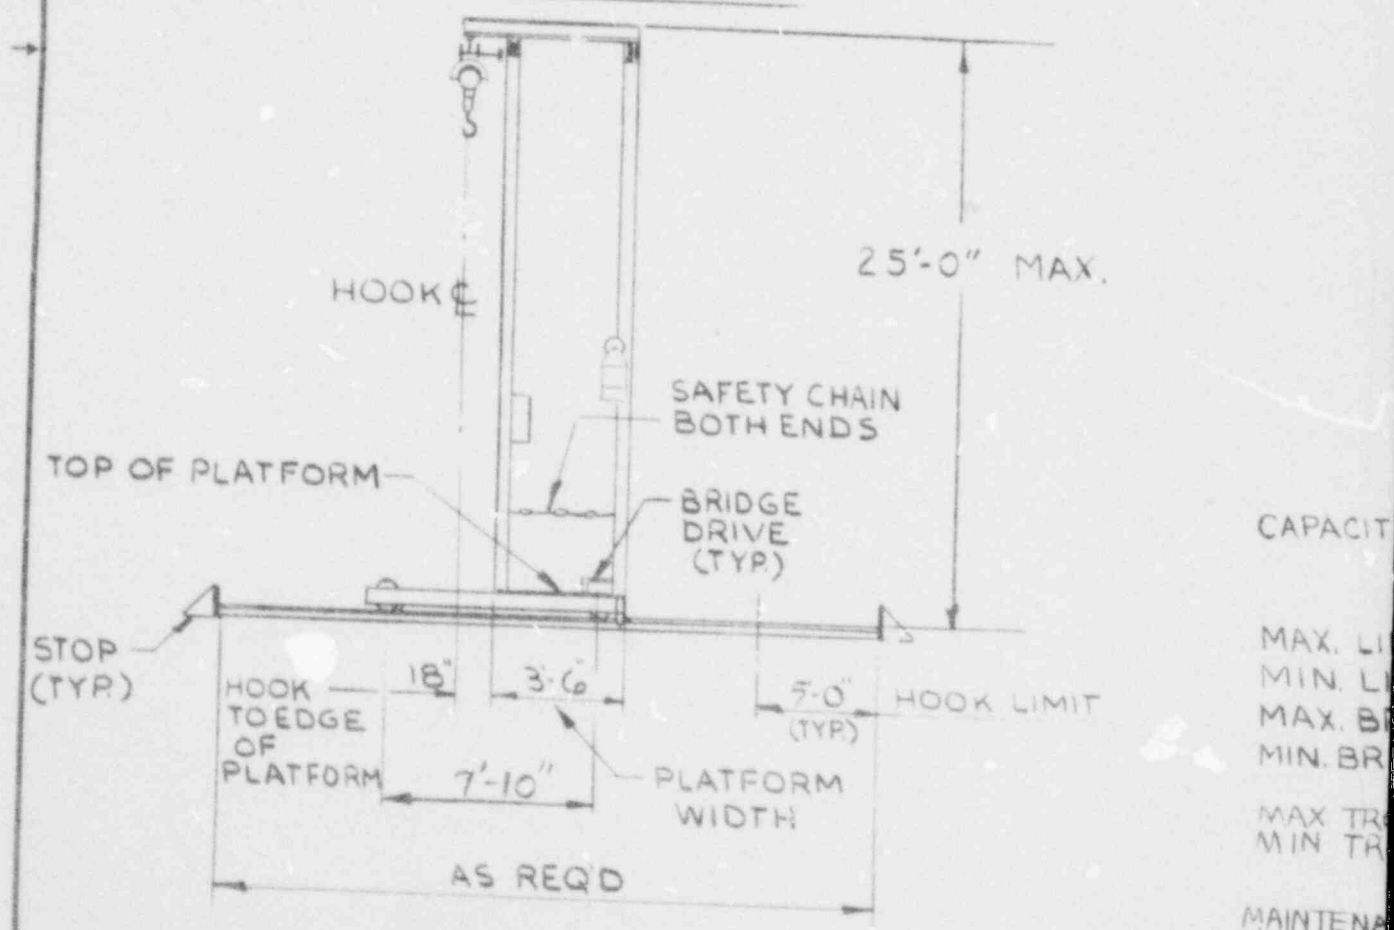 25'-0" MAX.
HOOK ℄
SAFETY CHAIN
BOTH ENDS
TOP OF PLATFORM
BRIDGE
DRIVE
(TYP.)
STOP
(TYP.)
HOOK
TO EDGE
OF
PLATFORM
18"
3'-6"
5'-0"
(TYP.)
HOOK LIMIT
7'-10"
PLATFORM
WIDTH
AS REQ'D
CAPACIT
MAX. LI
MIN. LI
MAX. BR
MIN. BR
MAX TR
MIN TR
MAINTENA